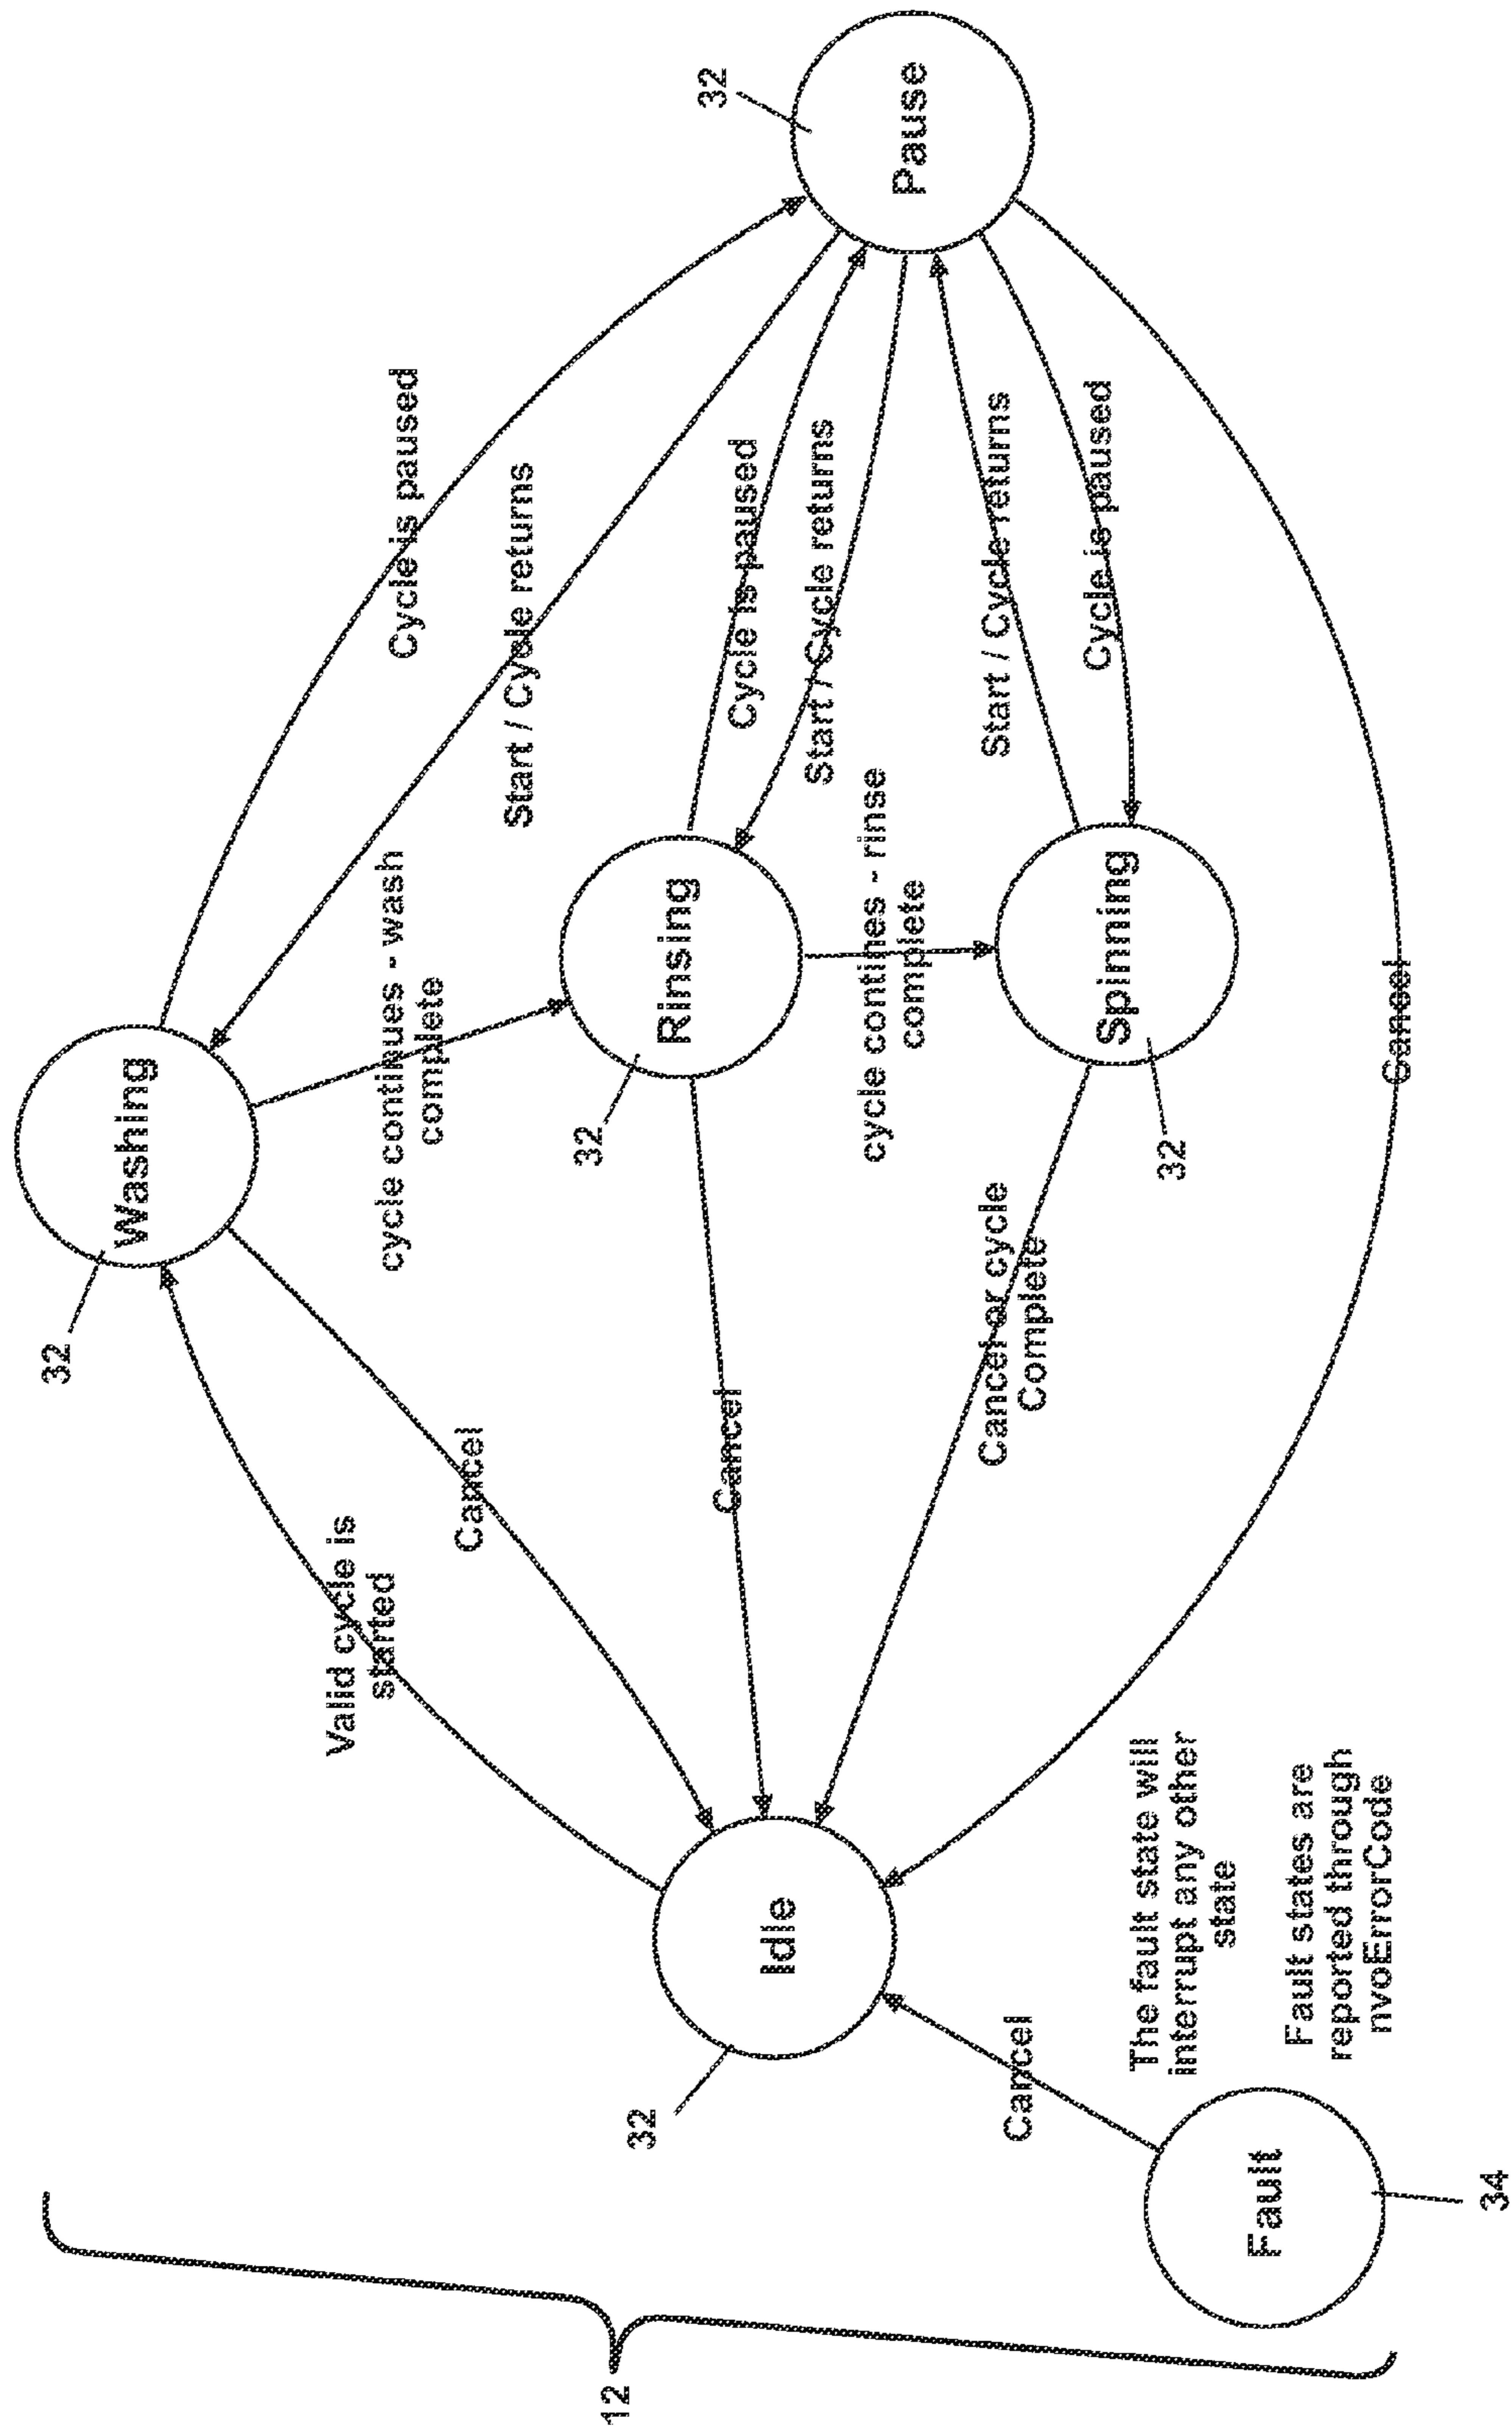 32
Washing
Valid cycle is
started
cycle continues - wash
complete
Cycle is paused
Cancel
Start / Cycle returns
32
12
32
Rinsing
32
Cancel
Cycle is paused
Idle
Start / Cycle returns
cycle contines - rinse
complete
Pause
Cancel or cycle
Complete
Start / Cycle returns
Cancel
Cycle is paused
Spinning
32
The fault state will
interrupt any other
state
Fault
Fault states are
reported through
nvoErrorCode
Cancel
34